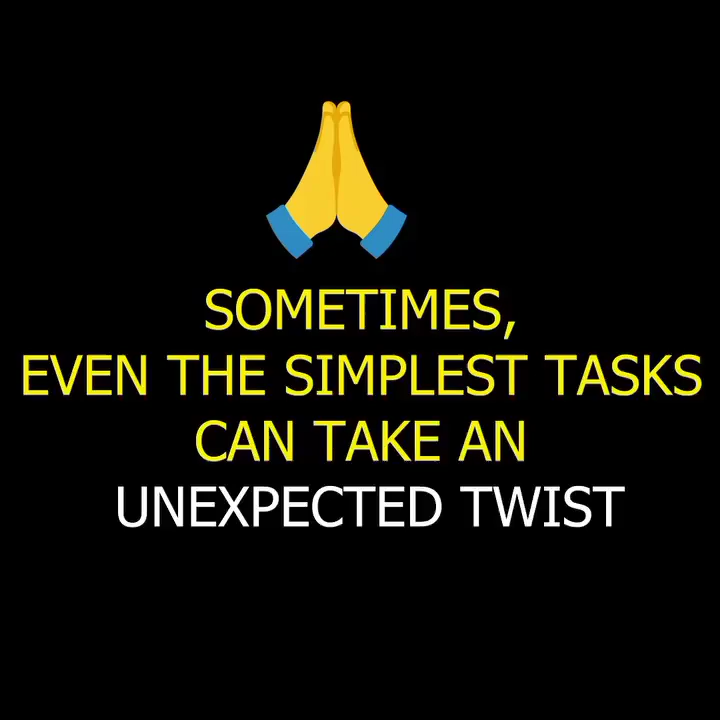 SOMETIMES,
EVEN THE SIMPLEST TASKS
CAN TAKE AN
UNEXPECTED TWIST